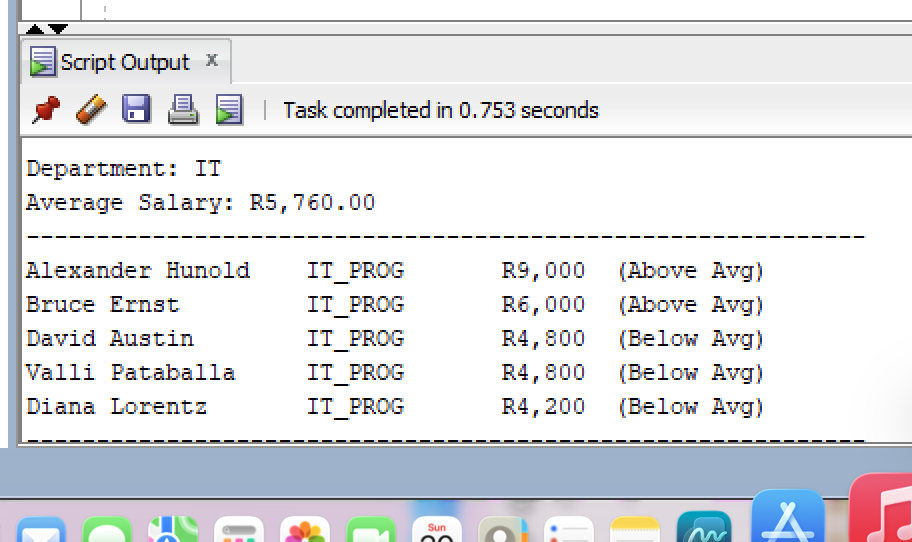 Script Output x
Task completed in 0.753 seconds
Department: IT
Average Salary: R5,760.00
------------------------------------------------------------
Alexander Hunold IT_PROG R9,000 (Above Avg)
Bruce Ernst IT_PROG R6,000 (Above Avg)
David Austin IT_PROG R4,800 (Below Avg)
Valli Pataballa IT_PROG R4,800 (Below Avg)
Diana Lorentz IT_PROG R4,200 (Below Avg)
------------------------------------------------------------
Sun